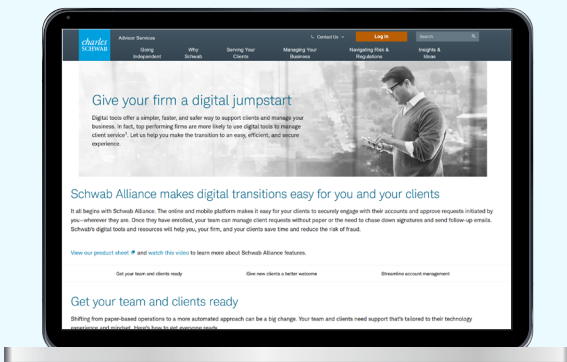 charles
SCHWAB
Advisor Services
Contact Us
Log In
Search
Going
Independent
Why
Schwab
Serving Your
Clients
Managing Your
Business
Navigating Risk &
Regulations
Insights &
Ideas
Give your firm a digital jumpstart
Digital tools offer a simpler, faster, and safer way to support clients and manage your
business. In fact, top performing firms are more likely to use digital tools to manage
client service¹. Let us help you make the transition to an easy, efficient, and secure
experience.
Schwab Alliance makes digital transitions easy for you and your clients
It all begins with Schwab Alliance. The online and mobile platform makes it easy for your clients to securely engage with their accounts and approve requests initiated by
you—wherever they are. Once they have enrolled, your team can manage client requests without paper or the need to chase down signatures and send follow-up emails.
Schwab's digital tools and resources will help you, your firm, and your clients save time and reduce the risk of fraud.
View our product sheet and watch this video to learn more about Schwab Alliance features.
Get your team and clients ready
Give new clients a better welcome
Streamline account management
Get your team and clients ready
Shifting from paper-based operations to a more automated approach can be a big change. Your team and clients need support that's tailored to their technology
experience and mindset. Here's how to get everyone ready.